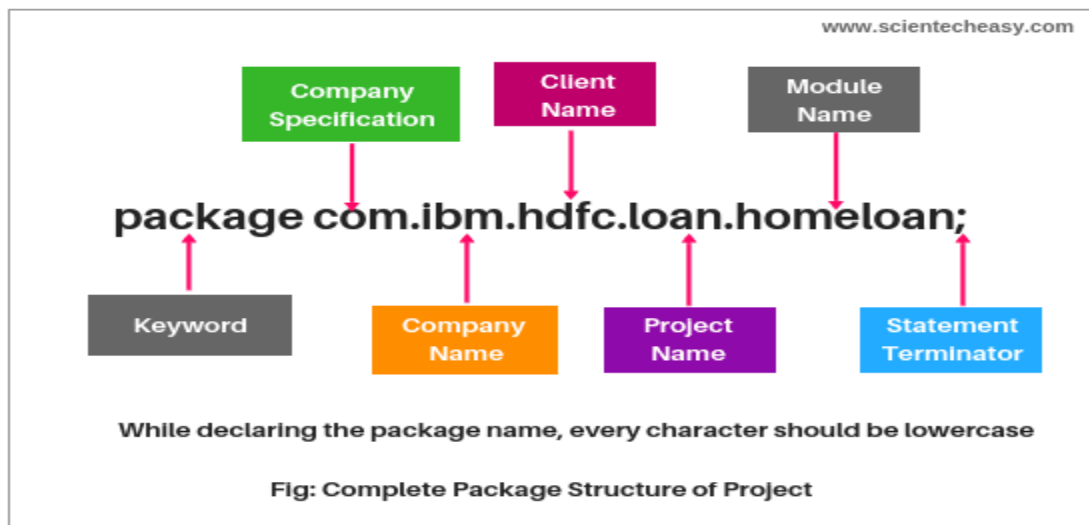 www.scientecheasy.com
Company
Specification
Client
Name
Module
Name
package com.ibm.hdfc.loan.homeloan;
Keyword
Company
Name
Project
Name
Statement
Terminator
While declaring the package name, every character should be lowercase
Fig: Complete Package Structure of Project